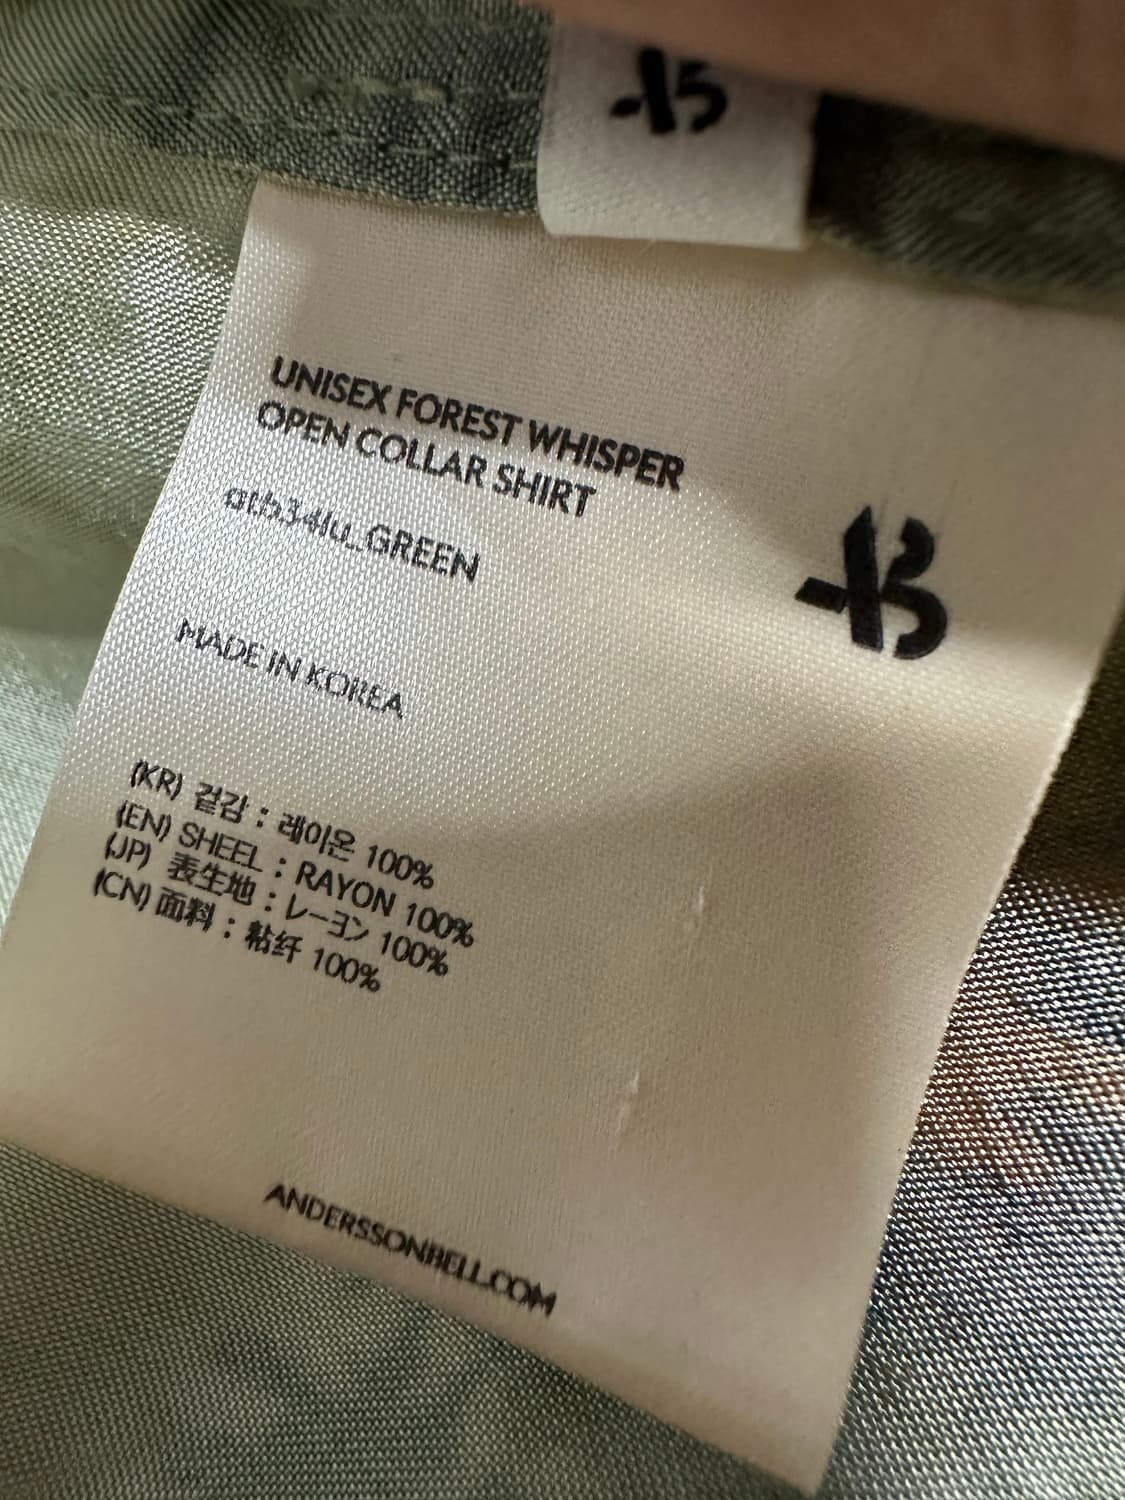 UNISEX FOREST WHISPER
OPEN COLLAR SHIRT
atb341u_GREEN
MADE IN KOREA
(KR) 겉감 : 레이온 100%
(EN) SHEEL : RAYON 100%
(JP) 表生地 : レーヨン 100%
(CN) 面料 : 粘纤 100%
ANDERSSONBELL.COM